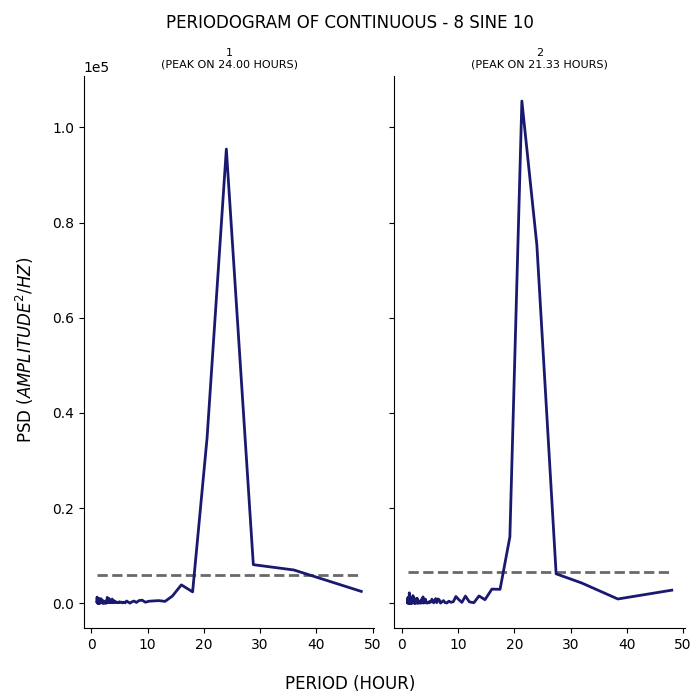 PERIODOGRAM OF CONTINUOUS - 8 SINE 10
1
(PEAK ON 24.00 HOURS)
2
(PEAK ON 21.33 HOURS)
1e5
1.0
0.8
0.6
0.4
0.2
0.0
PSD (AMPLITUDE²/HZ)
0 10 20 30 40 50
0 10 20 30 40 50
PERIOD (HOUR)